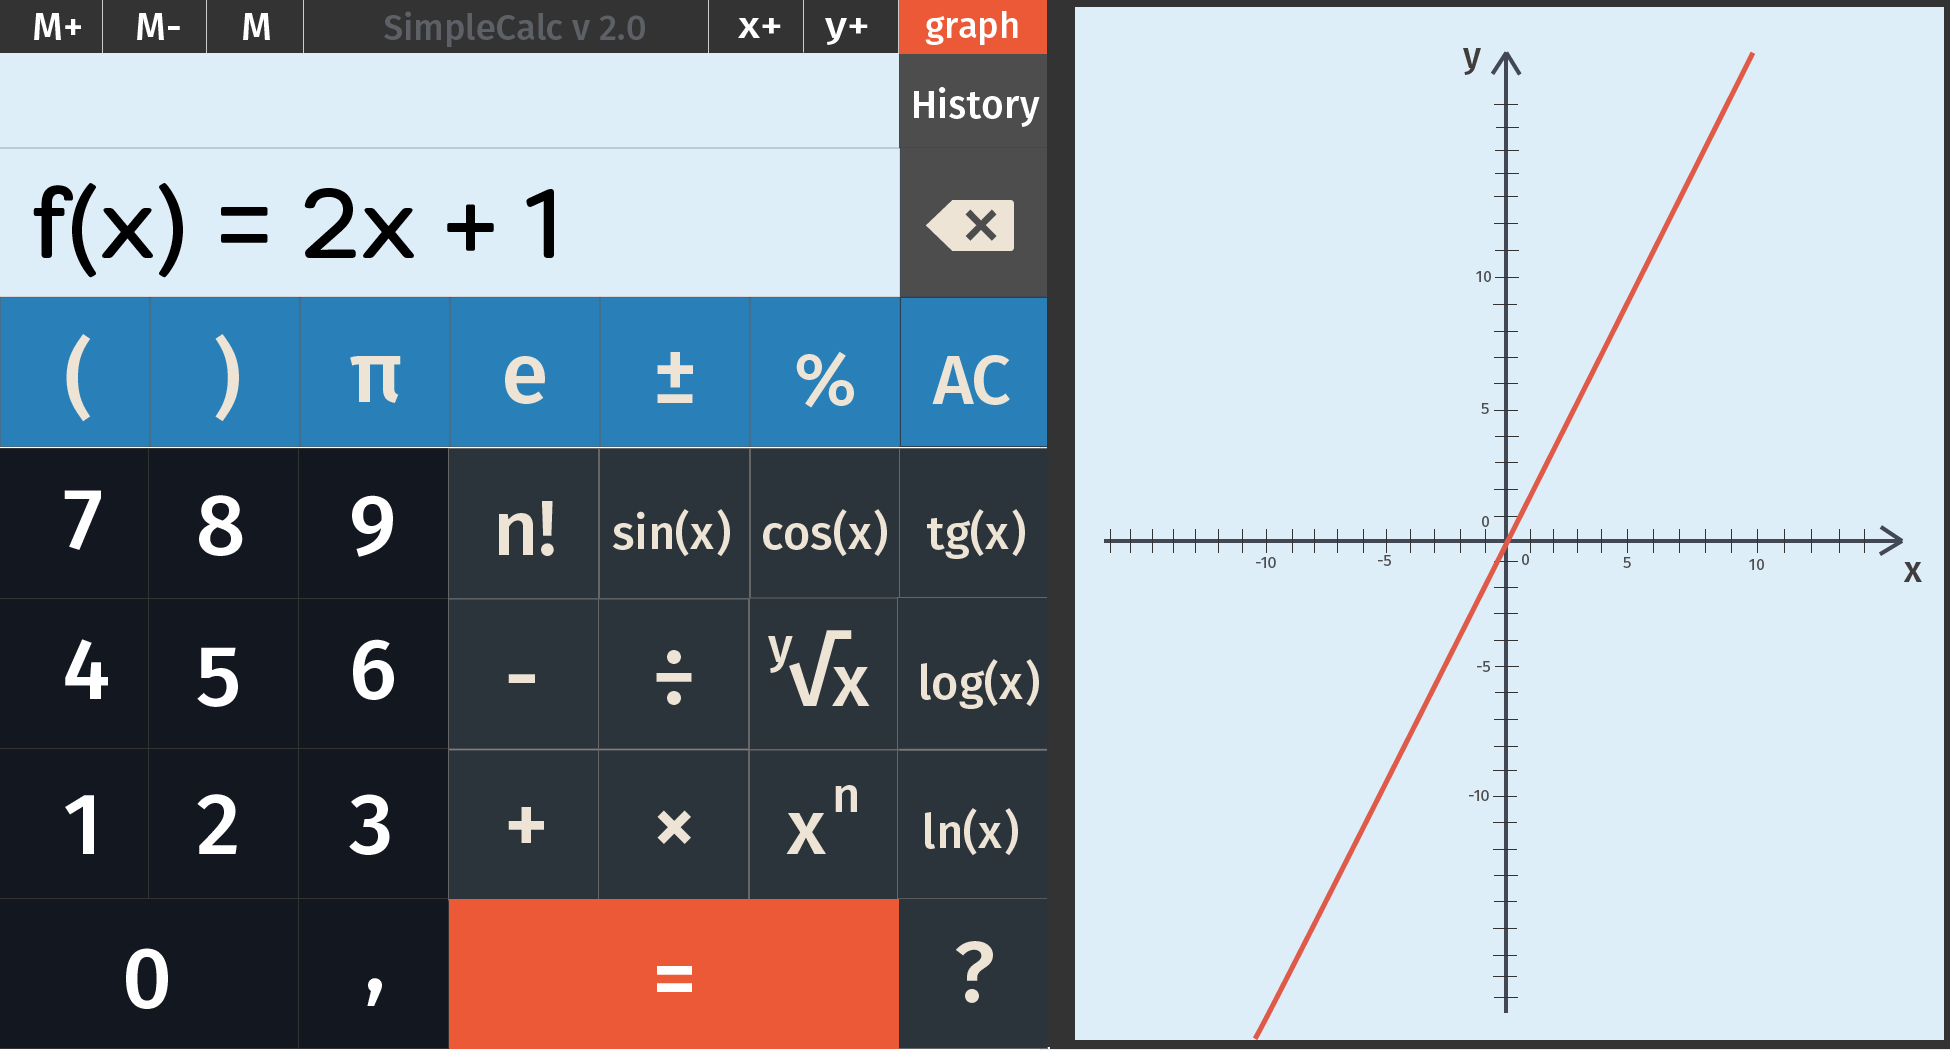 M+ M- M SimpleCalc v 2.0 x+ y+ graph
History
f(x) = 2x + 1
( ) π e ± % AC
7 8 9 n! sin(x) cos(x) tg(x)
4 5 6 - ÷ y√x log(x)
1 2 3 + × xⁿ ln(x)
0 , = ?
y
10
5
0
-10 -5 0 5 10
x
-5
-10